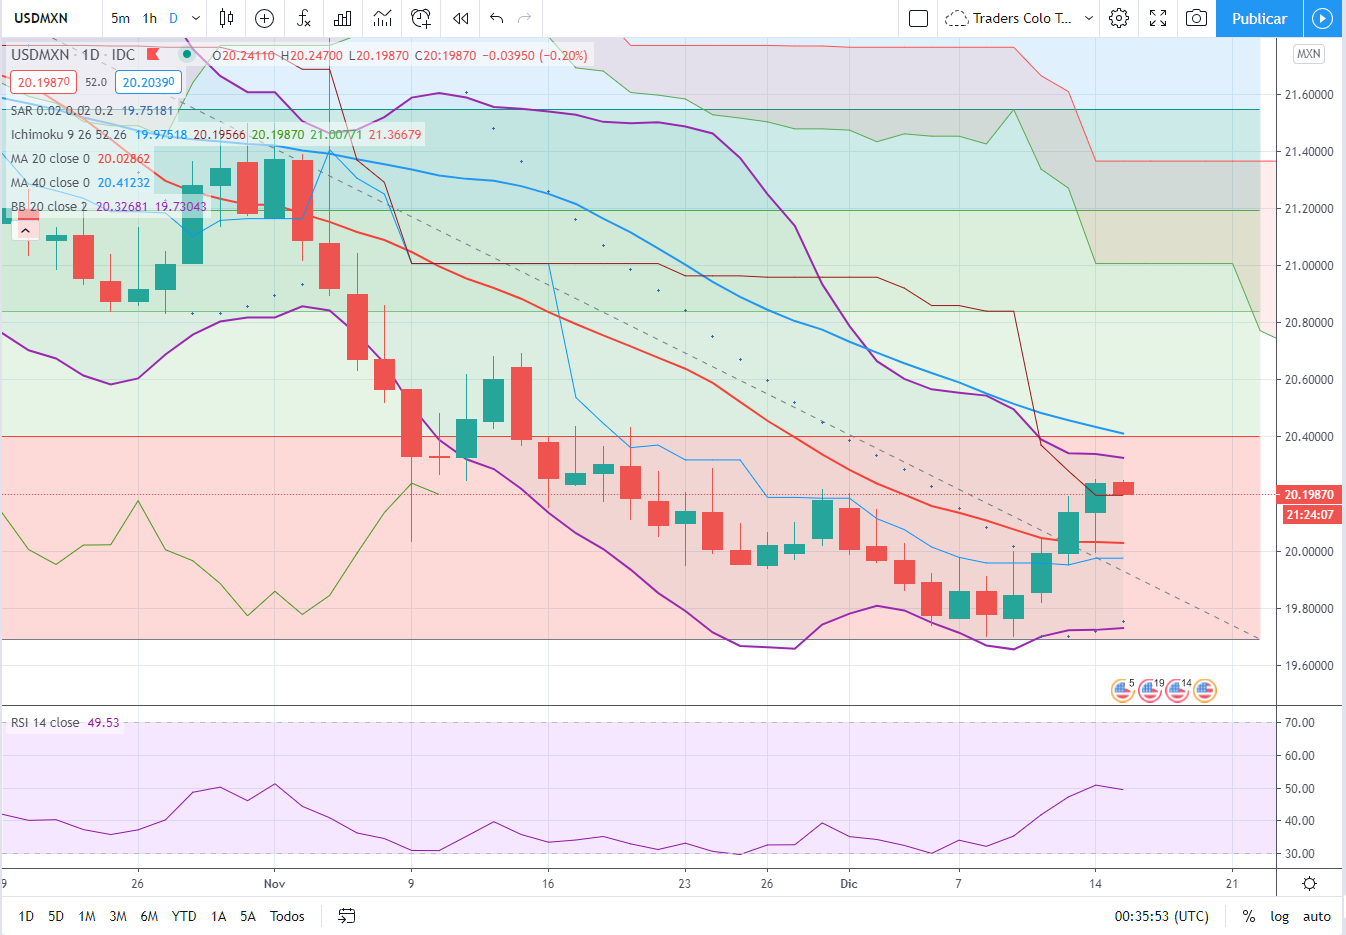 USDMXN 5m 1h D Traders Colo T... Publicar
USDMXN · 1D · IDC O20.24110 H20.24700 L20.19870 C20.19870 −0.03950 (−0.20%)
MXN
20.19870 52.0 20.20390
SAR 0.02 0.02 0.2 19.75181
Ichimoku 9 26 52 26 19.97518 20.19566 20.19870 21.00771 21.36679
MA 20 close 0 20.02862
MA 40 close 0 20.41232
BB 20 close 2 20.32681 19.73043
21.60000
21.40000
21.20000
21.00000
20.80000
20.60000
20.40000
20.19870
21:24:07
20.00000
19.80000
19.60000
5 19 14
RSI 14 close 49.53
70.00
60.00
50.00
40.00
30.00
9 26 Nov 9 16 23 26 Dic 7 14 21
1D 5D 1M 3M 6M YTD 1A 5A Todos 00:35:53 (UTC) % log auto